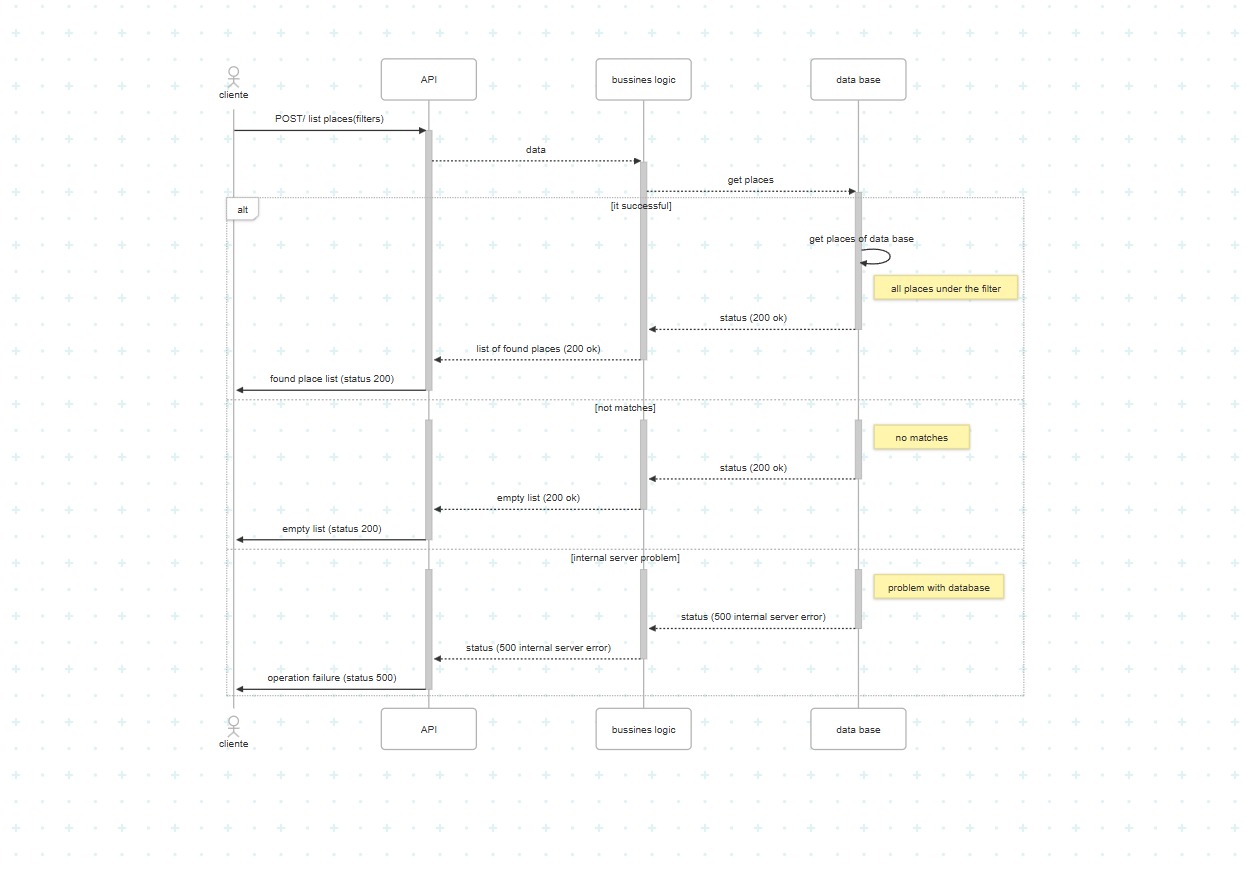 cliente
API
bussines logic
data base
POST/ list places(filters)
data
get places
alt
[it successful]
get places of data base
all places under the filter
status (200 ok)
list of found places (200 ok)
found place list (status 200)
[not matches]
no matches
status (200 ok)
empty list (200 ok)
empty list (status 200)
[internal server problem]
problem with database
status (500 internal server error)
status (500 internal server error)
operation failure (status 500)
cliente
API
bussines logic
data base